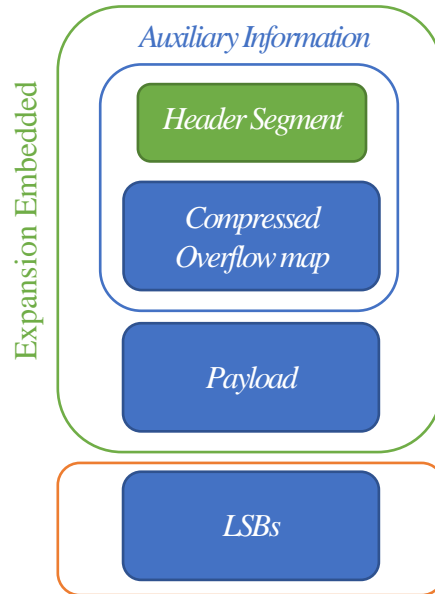 Expansion Embedded
Auxiliary Information
Header Segment
Compressed
Overflow map
Payload
LSBs